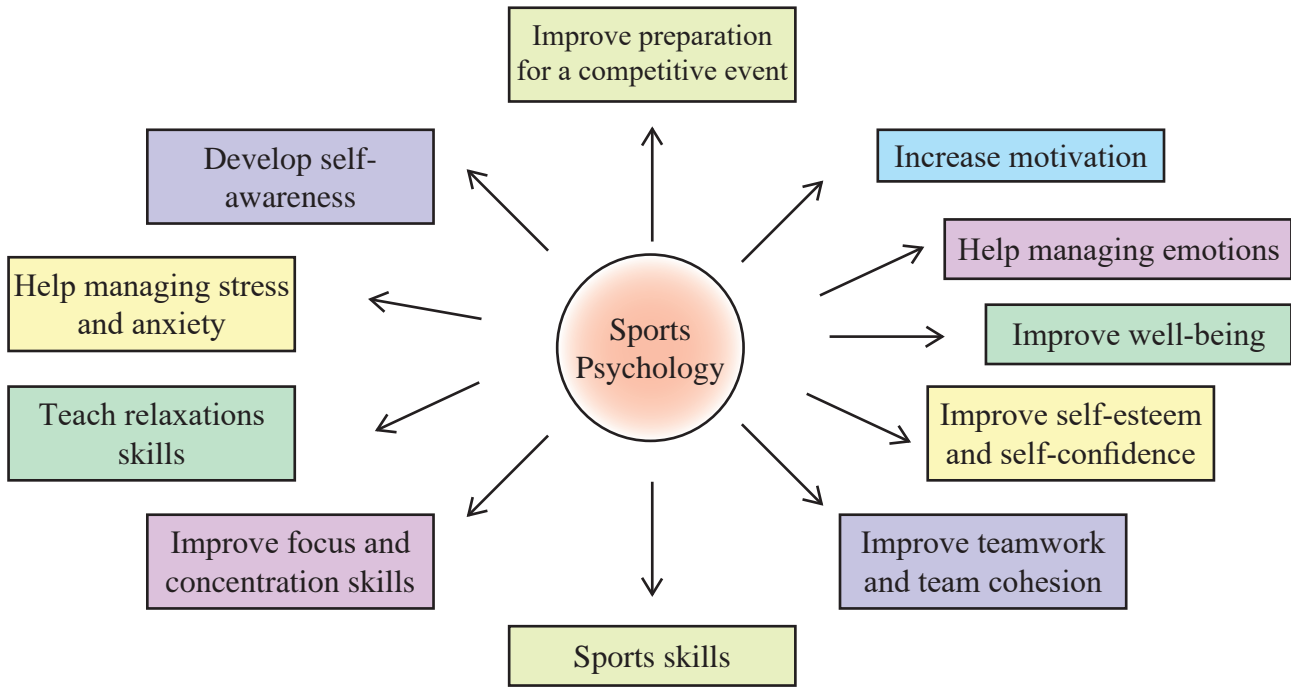 Improve preparation
for a competitive event
Increase motivation
Help managing emotions
Improve well-being
Improve self-esteem
and self-confidence
Improve teamwork
and team cohesion
Sports skills
Improve focus and
concentration skills
Teach relaxations
skills
Help managing stress
and anxiety
Develop self-
awareness
Sports
Psychology